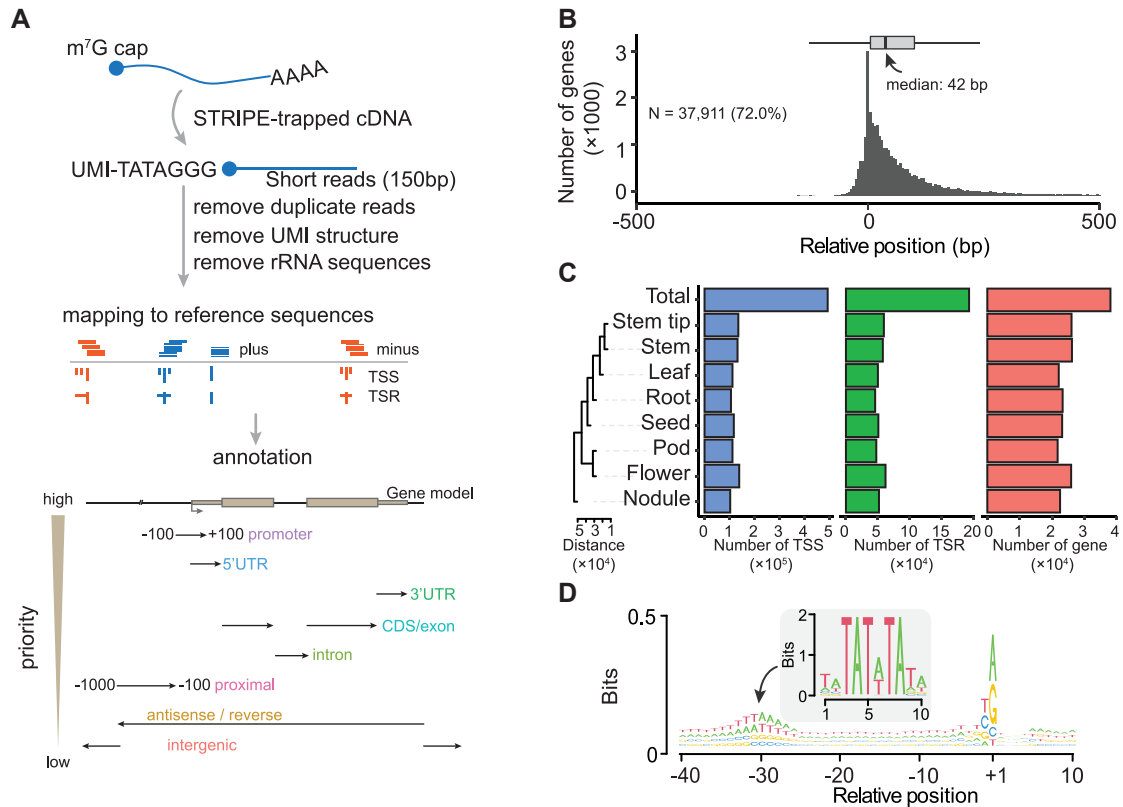 A
m⁷G cap
AAAA
STRIPE-trapped cDNA
UMI-TATAGGG
Short reads (150bp)
remove duplicate reads
remove UMI structure
remove rRNA sequences
mapping to reference sequences
plus
minus
TSS
TSR
annotation
high
Gene model
-100
+100 promoter
5'UTR
3'UTR
CDS/exon
intron
-1000
-100 proximal
antisense / reverse
intergenic
low
priority
B
Number of genes
(×1000)
3
2
1
0
median: 42 bp
N = 37,911 (72.0%)
-500
0
500
Relative position (bp)
C
Total
Stem tip
Stem
Leaf
Root
Seed
Pod
Flower
Nodule
5 3 1
Distance
(×10⁴)
0 1 2 3 4 5
Number of TSS
(×10⁵)
0 5 10 15 20
Number of TSR
(×10⁴)
0 1 2 3 4
Number of gene
(×10⁴)
D
Bits
0.5
0
Bits
2
1
0
1 5 10
-40 -30 -20 -10 +1 10
Relative position